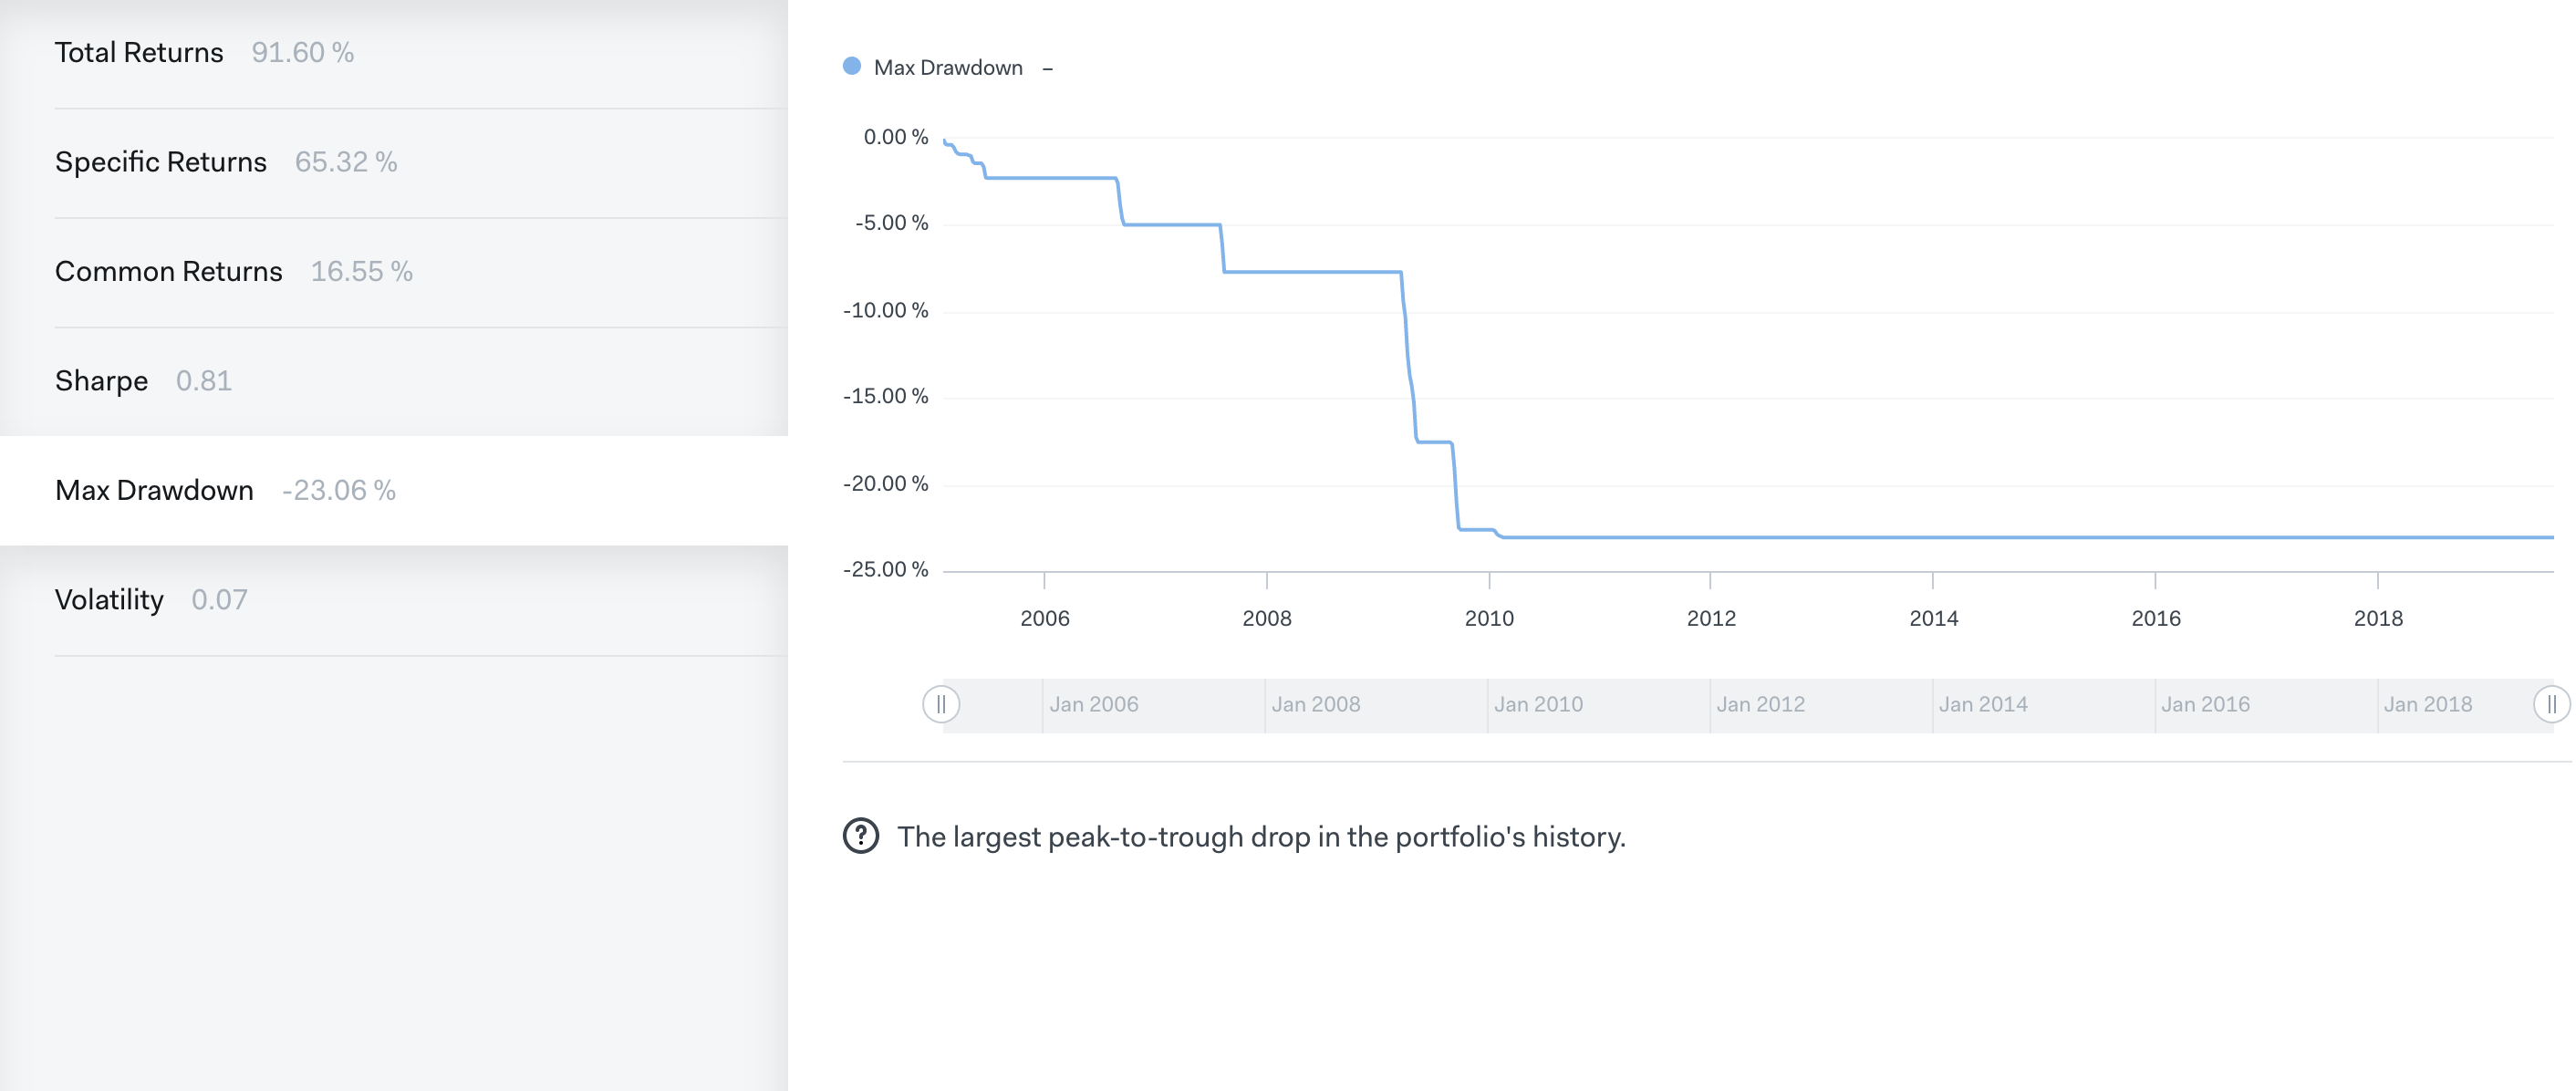 Total Returns 91.60 %
Specific Returns 65.32 %
Common Returns 16.55 %
Sharpe 0.81
Max Drawdown -23.06 %
Volatility 0.07
Max Drawdown –
0.00 %
-5.00 %
-10.00 %
-15.00 %
-20.00 %
-25.00 %
2006 2008 2010 2012 2014 2016 2018
Jan 2006 Jan 2008 Jan 2010 Jan 2012 Jan 2014 Jan 2016 Jan 2018
? The largest peak-to-trough drop in the portfolio's history.